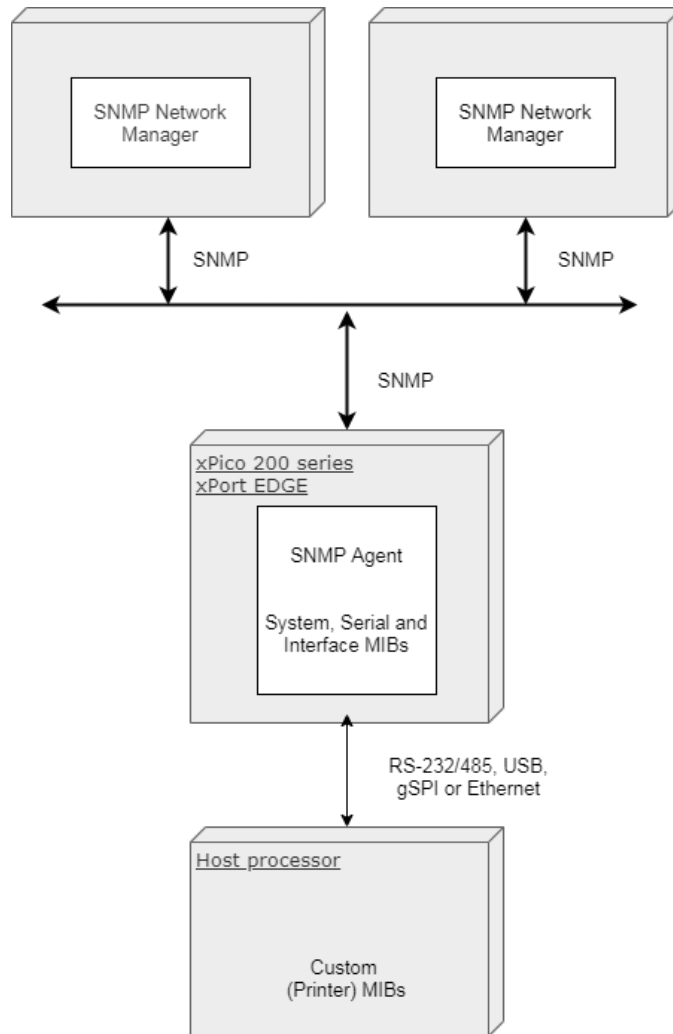 SNMP Network
Manager
SNMP Network
Manager
SNMP
SNMP
SNMP
xPico 200 series
xPort EDGE
SNMP Agent
System, Serial and
Interface MIBs
RS-232/485, USB,
gSPI or Ethernet
Host processor
Custom
(Printer) MIBs